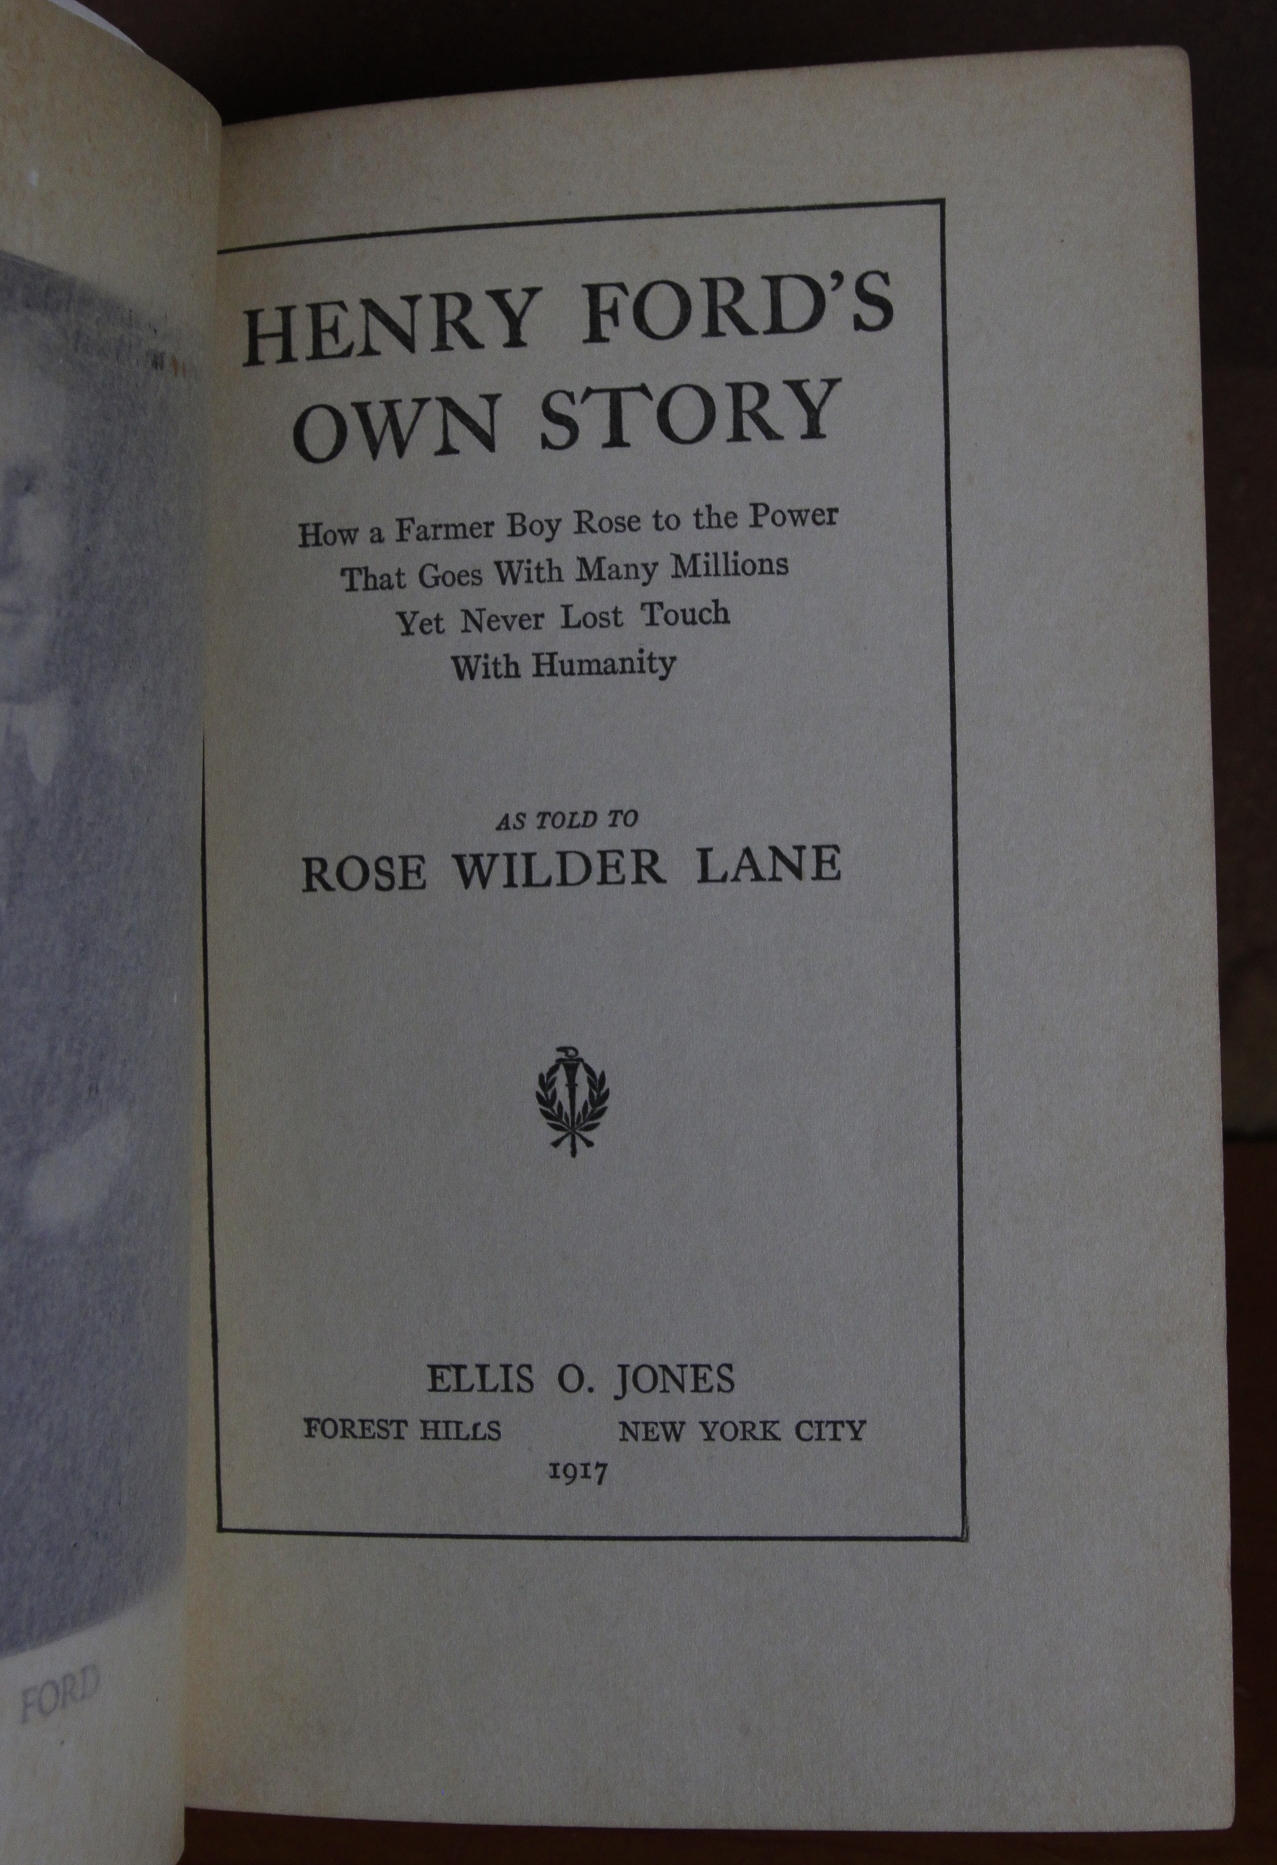 HENRY FORD'S
OWN STORY
How a Farmer Boy Rose to the Power
That Goes With Many Millions
Yet Never Lost Touch
With Humanity
AS TOLD TO
ROSE WILDER LANE
ELLIS O. JONES
FOREST HILLS NEW YORK CITY
1917
FORD